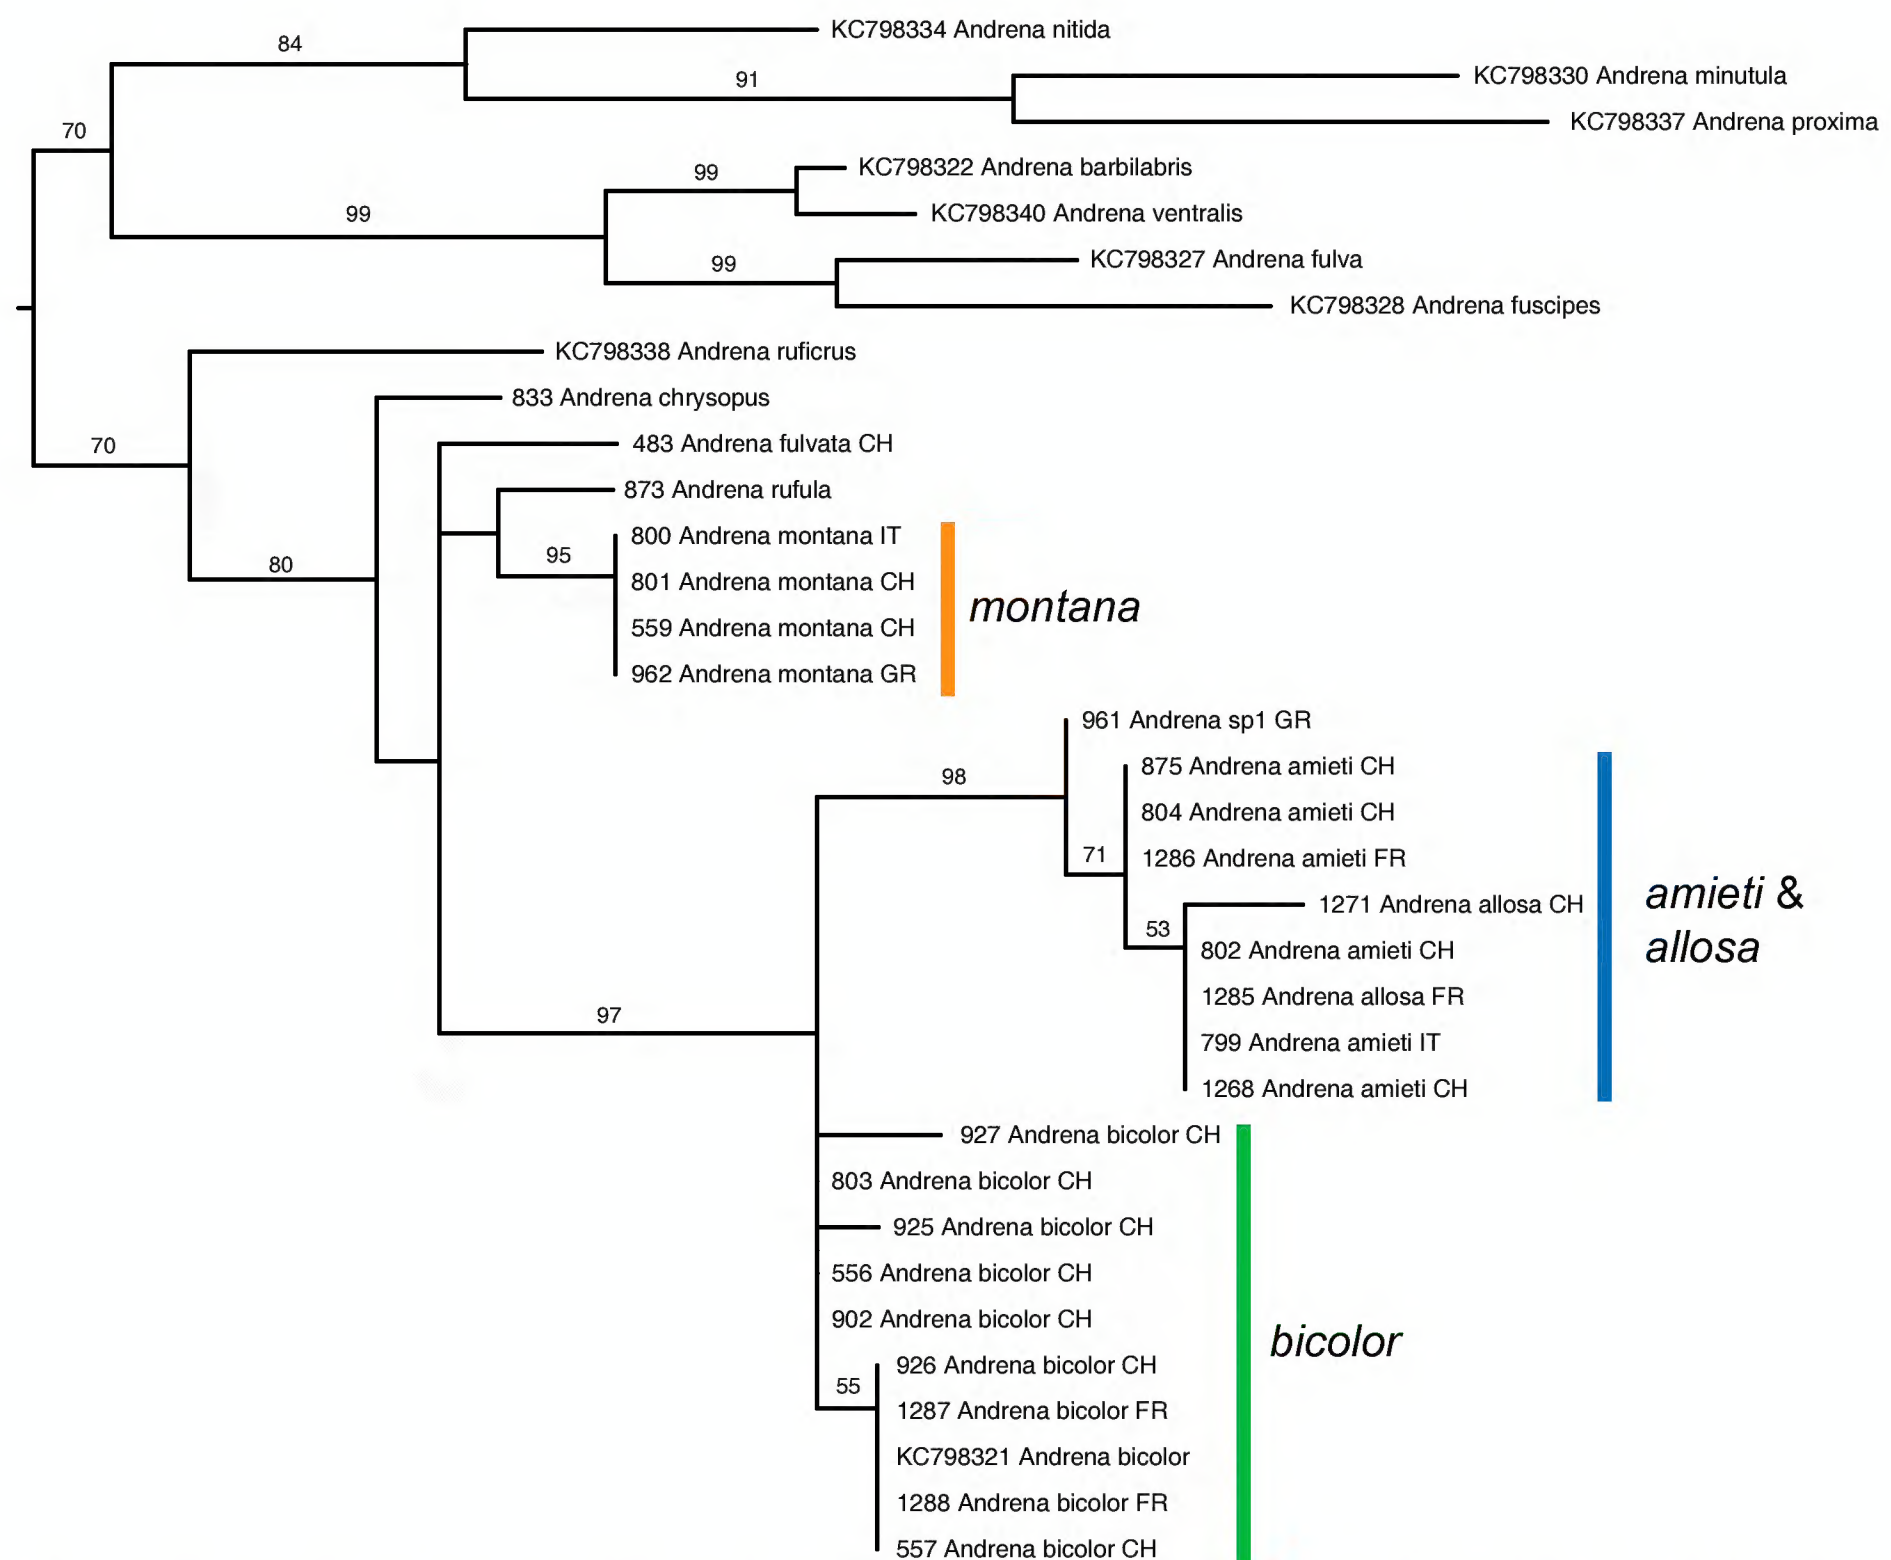 KC798334 Andrena nitida
84
KC798330 Andrena minutula
91
KC798337 Andrena proxima
70
KC798322 Andrena barbilabris
99
KC798340 Andrena ventralis
99
KC798327 Andrena fulva
99
KC798328 Andrena fuscipes
KC798338 Andrena ruficrus
833 Andrena chrysopus
483 Andrena fulvata CH
70
873 Andrena rufula
800 Andrena montana IT
95
80
801 Andrena montana CH
montana
559 Andrena montana CH
962 Andrena montana GR
961 Andrena sp1 GR
875 Andrena amieti CH
98
804 Andrena amieti CH
71
1286 Andrena amieti FR
1271 Andrena allosa CH
amieti &
allosa
53
802 Andrena amieti CH
1285 Andrena allosa FR
97
799 Andrena amieti IT
1268 Andrena amieti CH
927 Andrena bicolor CH
803 Andrena bicolor CH
925 Andrena bicolor CH
556 Andrena bicolor CH
902 Andrena bicolor CH
bicolor
926 Andrena bicolor CH
55
1287 Andrena bicolor FR
KC798321 Andrena bicolor
1288 Andrena bicolor FR
557 Andrena bicolor CH